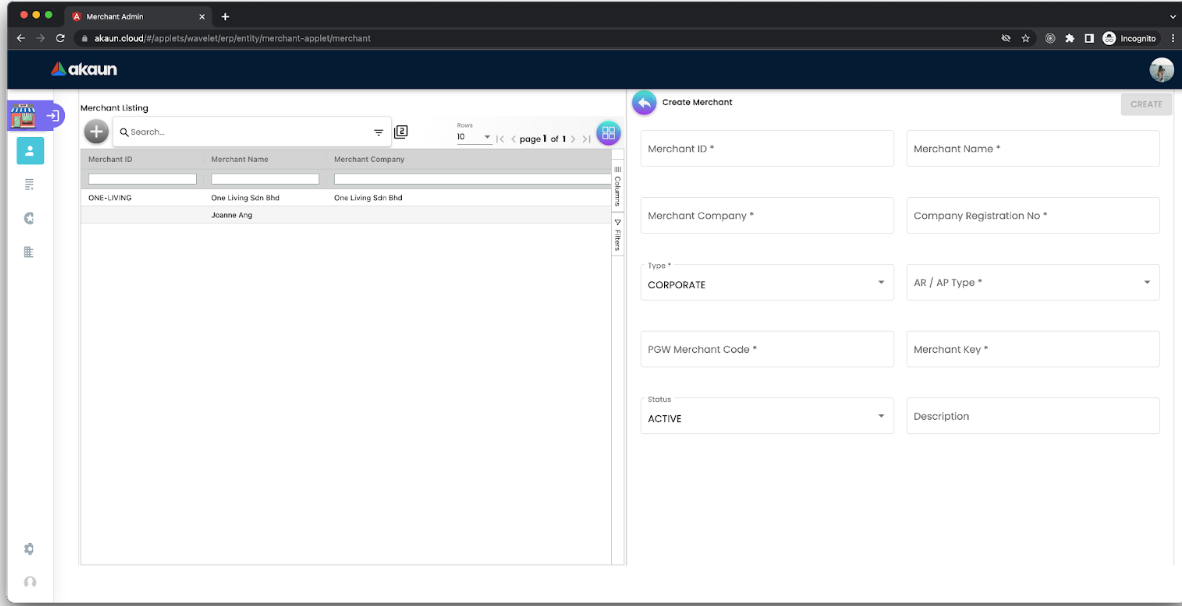 Merchant Admin
akaun.cloud/#/applets/wavelet/erp/entity/merchant-applet/merchant
Incognito
akaun
Merchant Listing
Search...
Rows
10
page 1 of 1
Merchant ID Merchant Name Merchant Company
ONE-LIVING One Living Sdn Bhd One Living Sdn Bhd
Joanne Ang
Columns
Filters
Create Merchant
CREATE
Merchant ID * Merchant Name *
Merchant Company * Company Registration No *
Type *
CORPORATE AR / AP Type *
PGW Merchant Code * Merchant Key *
Status
ACTIVE Description